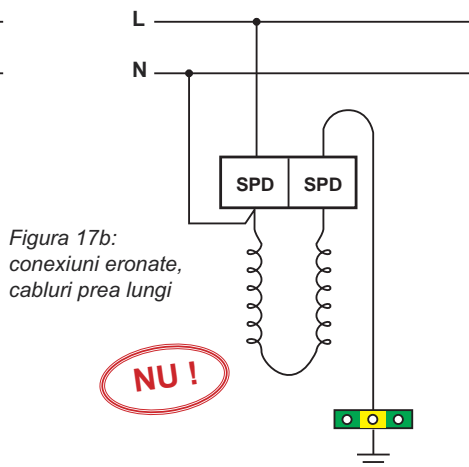 L
N
SPD SPD
Figura 17b:
conexiuni eronate,
cabluri prea lungi
NU !